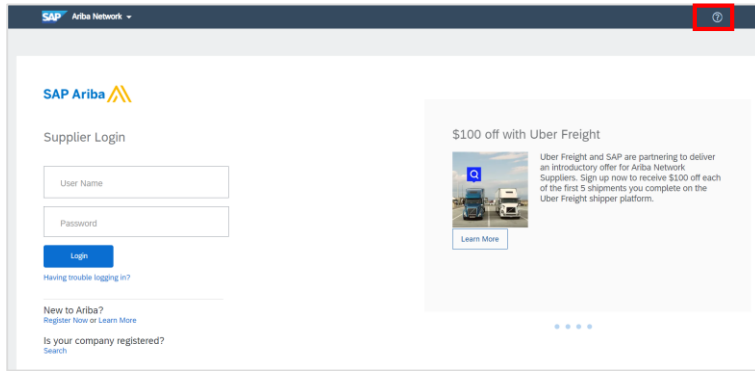 SAP Ariba Network
SAP Ariba
Supplier Login
User Name
Password
Login
Having trouble logging in?
New to Ariba?
Register Now or Learn More
Is your company registered?
Search
$100 off with Uber Freight
Uber Freight and SAP are partnering to deliver
an introductory offer for Ariba Network
Suppliers. Sign up now to receive $100 off each
of the first 5 shipments you complete on the
Uber Freight shipper platform.
Learn More